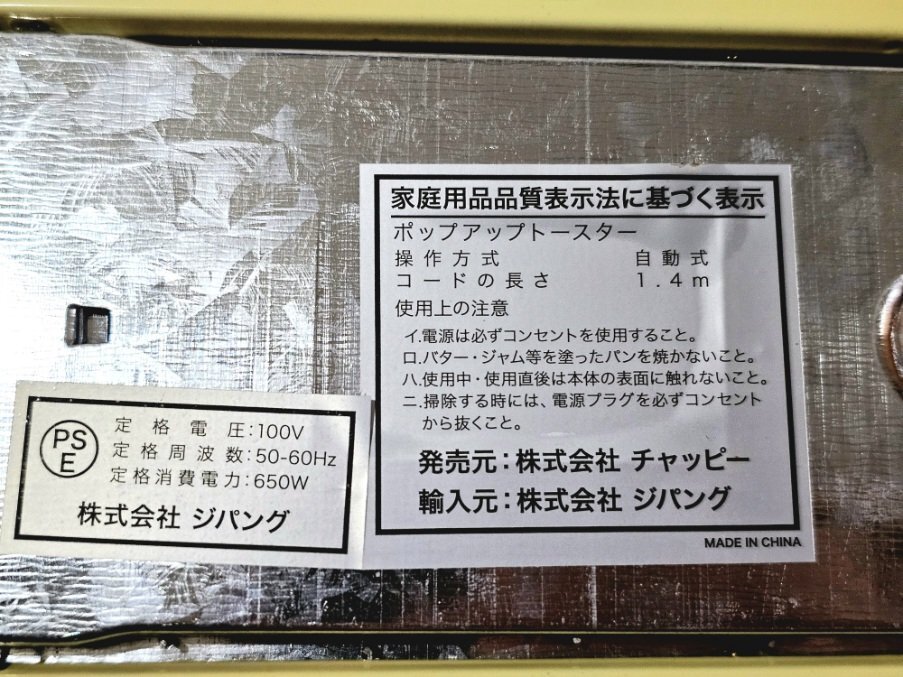 家庭用品品質表示法に基づく表示
ポップアップトースター
操作方式 自動式
コードの長さ 1.4m
使用上の注意
イ.電源は必ずコンセントを使用すること。
ロ.バター・ジャム等を塗ったパンを焼かないこと。
ハ.使用中・使用直後は本体の表面に触れないこと。
ニ.掃除する時には、電源プラグを必ずコンセント
から抜くこと。
発売元:株式会社 チャッピー
輸入元:株式会社 ジパング
MADE IN CHINA
PS
E
定格電圧:100V
定格周波数:50-60Hz
定格消費電力:650W
株式会社 ジパング